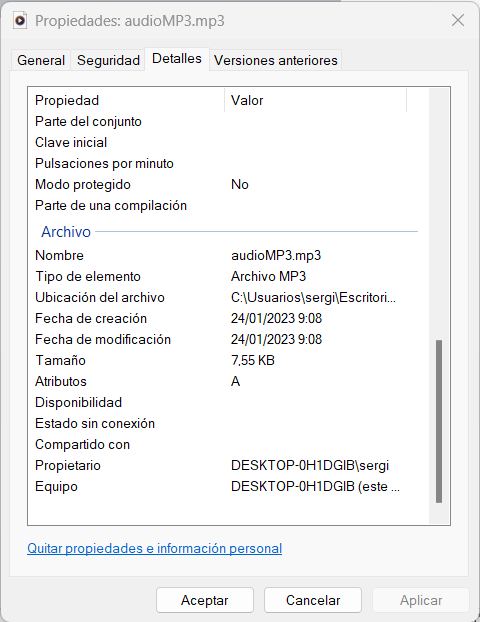 Propiedades: audioMP3.mp3
General Seguridad Detalles Versiones anteriores
Propiedad Valor
Parte del conjunto
Clave inicial
Pulsaciones por minuto
Modo protegido No
Parte de una compilación
Archivo
Nombre audioMP3.mp3
Tipo de elemento Archivo MP3
Ubicación del archivo C:\Usuarios\sergi\Escritori...
Fecha de creación 24/01/2023 9:08
Fecha de modificación 24/01/2023 9:08
Tamaño 7,55 KB
Atributos A
Disponibilidad
Estado sin conexión
Compartido con
Propietario DESKTOP-0H1DGIB\sergi
Equipo DESKTOP-0H1DGIB (este ...
Quitar propiedades e información personal
Aceptar Cancelar Aplicar